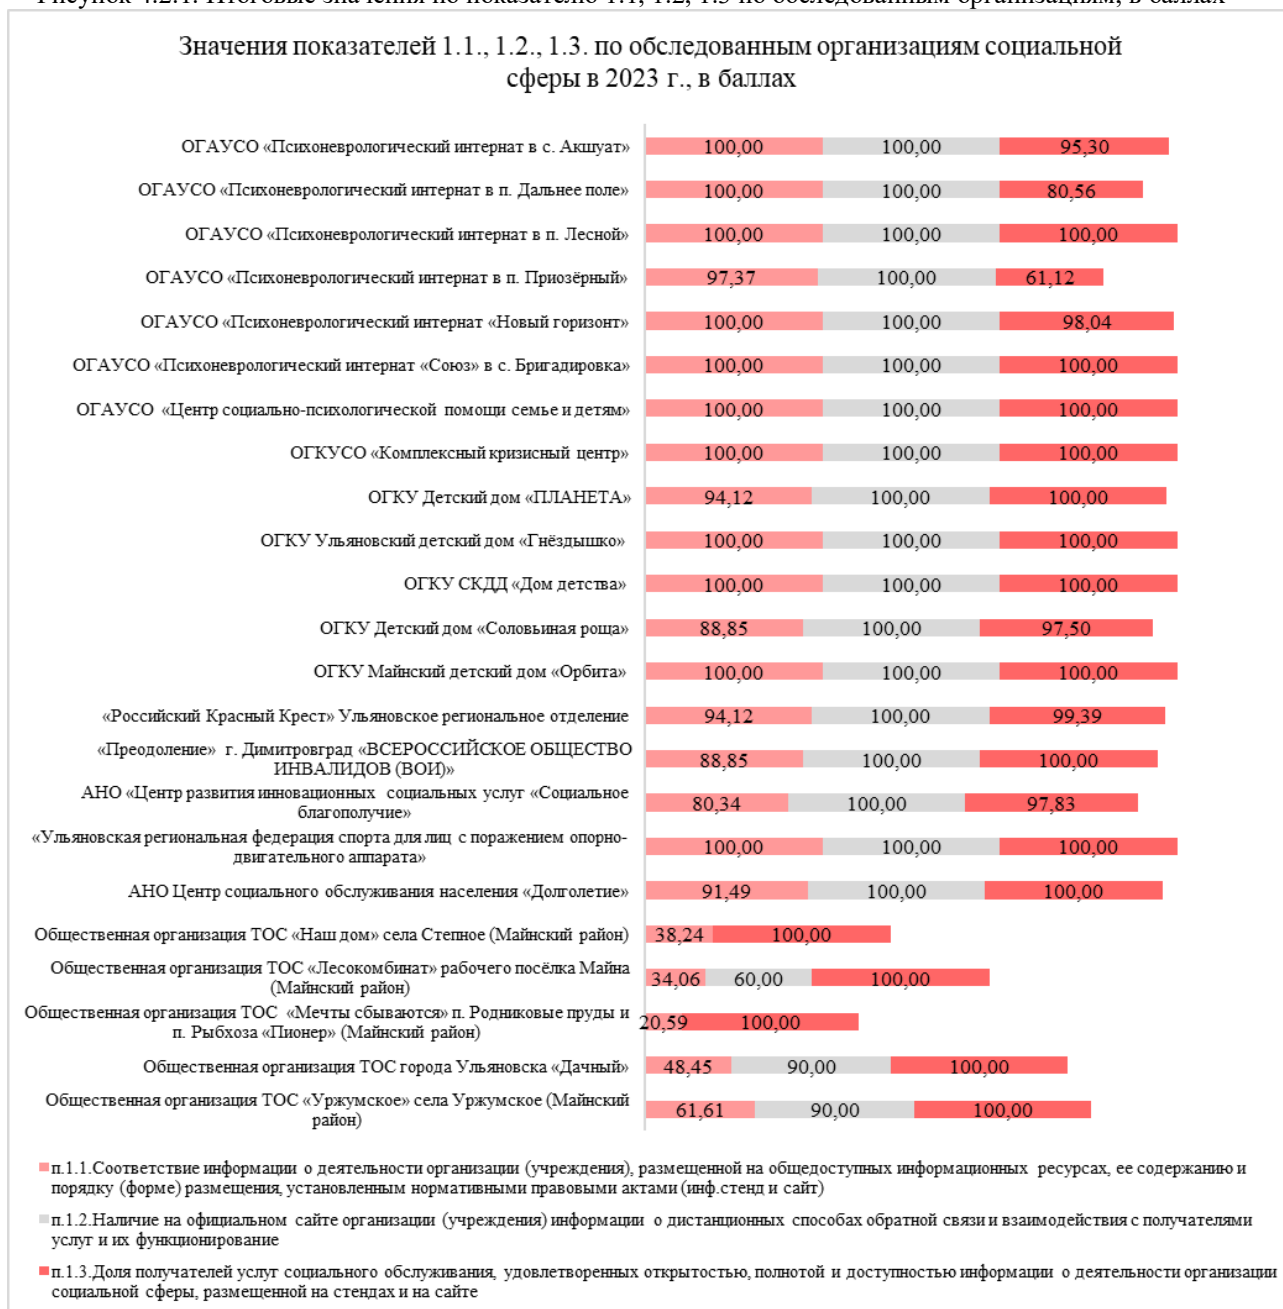 Рисунок 4.2.1. Итоговые значения по показателю 1.1, 1.2, 1.3 по обследованным организациям, в баллах
Значения показателей 1.1., 1.2., 1.3. по обследованным организациям социальной
сферы в 2023 г., в баллах
ОГАУСО «Психоневрологический интернат в с. Акшуат» 100,00 100,00 95,30
ОГАУСО «Психоневрологический интернат в п. Дальнее поле» 100,00 100,00 80,56
ОГАУСО «Психоневрологический интернат в п. Лесной» 100,00 100,00 100,00
ОГАУСО «Психоневрологический интернат в п. Приозёрный» 97,37 100,00 61,12
ОГАУСО «Психоневрологический интернат «Новый горизонт» 100,00 100,00 98,04
ОГАУСО «Психоневрологический интернат «Союз» в с. Бригадировка» 100,00 100,00 100,00
ОГАУСО «Центр социально-психологической помощи семье и детям» 100,00 100,00 100,00
ОГКУСО «Комплексный кризисный центр» 100,00 100,00 100,00
ОГКУ Детский дом «ПЛАНЕТА» 94,12 100,00 100,00
ОГКУ Ульяновский детский дом «Гнёздышко» 100,00 100,00 100,00
ОГКУ СКДД «Дом детства» 100,00 100,00 100,00
ОГКУ Детский дом «Соловьиная роща» 88,85 100,00 97,50
ОГКУ Майнский детский дом «Орбита» 100,00 100,00 100,00
«Российский Красный Крест» Ульяновское региональное отделение 94,12 100,00 99,39
«Преодоление» г. Димитровград «ВСЕРОССИЙСКОЕ ОБЩЕСТВО
ИНВАЛИДОВ (ВОИ)» 88,85 100,00 100,00
АНО «Центр развития инновационных социальных услуг «Социальное
благополучие» 80,34 100,00 97,83
«Ульяновская региональная федерация спорта для лиц с поражением опорно-
двигательного аппарата» 100,00 100,00 100,00
АНО Центр социального обслуживания населения «Долголетие» 91,49 100,00 100,00
Общественная организация ТОС «Наш дом» села Степное (Майнский район) 38,24 100,00
Общественная организация ТОС «Лесокомбинат» рабочего посёлка Майна
(Майнский район) 34,06 60,00 100,00
Общественная организация ТОС «Мечты сбываются» п. Родниковые пруды и
п. Рыбхоза «Пионер» (Майнский район) 20,59 100,00
Общественная организация ТОС города Ульяновска «Дачный» 48,45 90,00 100,00
Общественная организация ТОС «Уржумское» села Уржумское (Майнский
район) 61,61 90,00 100,00
п.1.1.Соответствие информации о деятельности организации (учреждения), размещенной на общедоступных информационных ресурсах, ее содержанию и
порядку (форме) размещения, установленным нормативными правовыми актами (инф.стенд и сайт)
п.1.2.Наличие на официальном сайте организации (учреждения) информации о дистанционных способах обратной связи и взаимодействия с получателями
услуг и их функционирование
п.1.3.Доля получателей услуг социального обслуживания, удовлетворенных открытостью, полнотой и доступностью информации о деятельности организации
социальной сферы, размещенной на стендах и на сайте